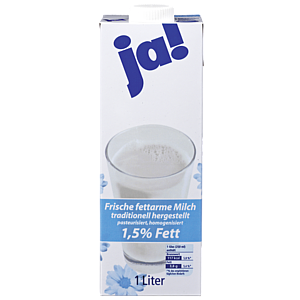 ja!
Frische fettarme Milch
traditionell hergestellt
pasteurisiert, homogenisiert
1,5% Fett
1 Liter